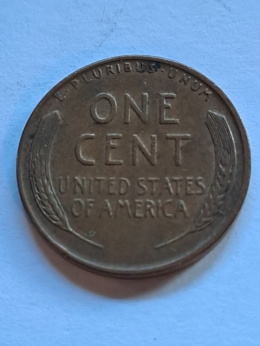 E·PLURIBUS·UNUM
ONE
CENT
UNITED STATES
OF AMERICA